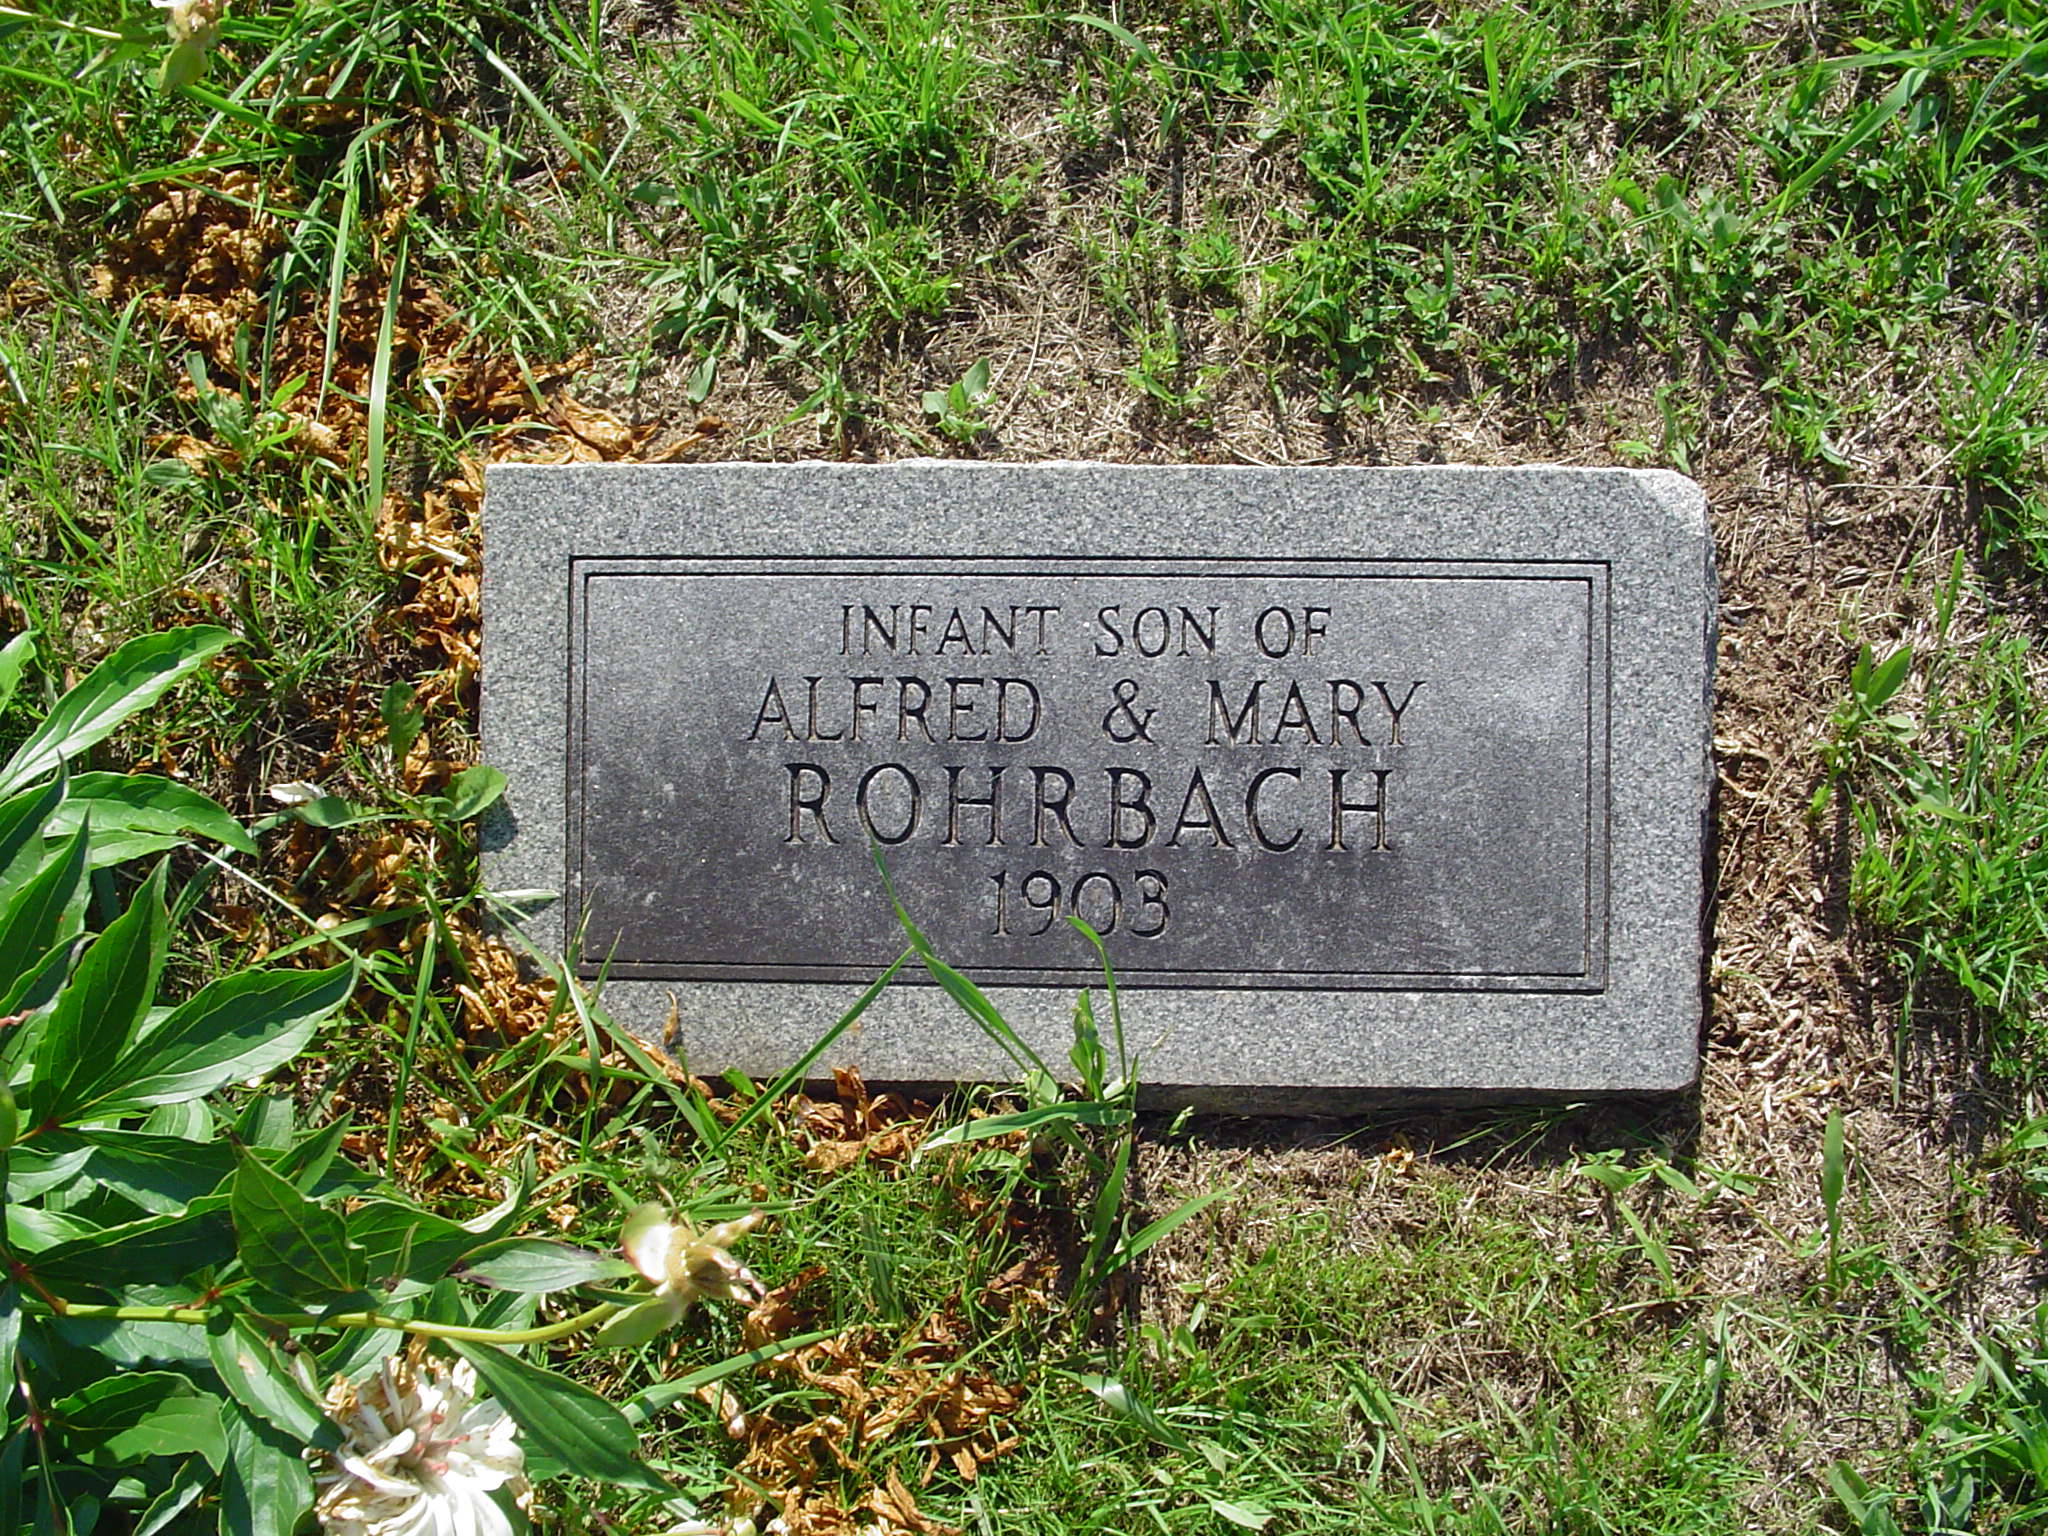 INFANT SON OF
ALFRED & MARY
ROHRBACH
1903